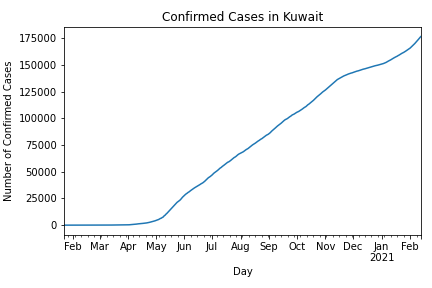 Confirmed Cases in Kuwait
Number of Confirmed Cases
175000
150000
125000
100000
75000
50000
25000
0
Feb Mar Apr May Jun Jul Aug Sep Oct Nov Dec Jan Feb
2021
Day